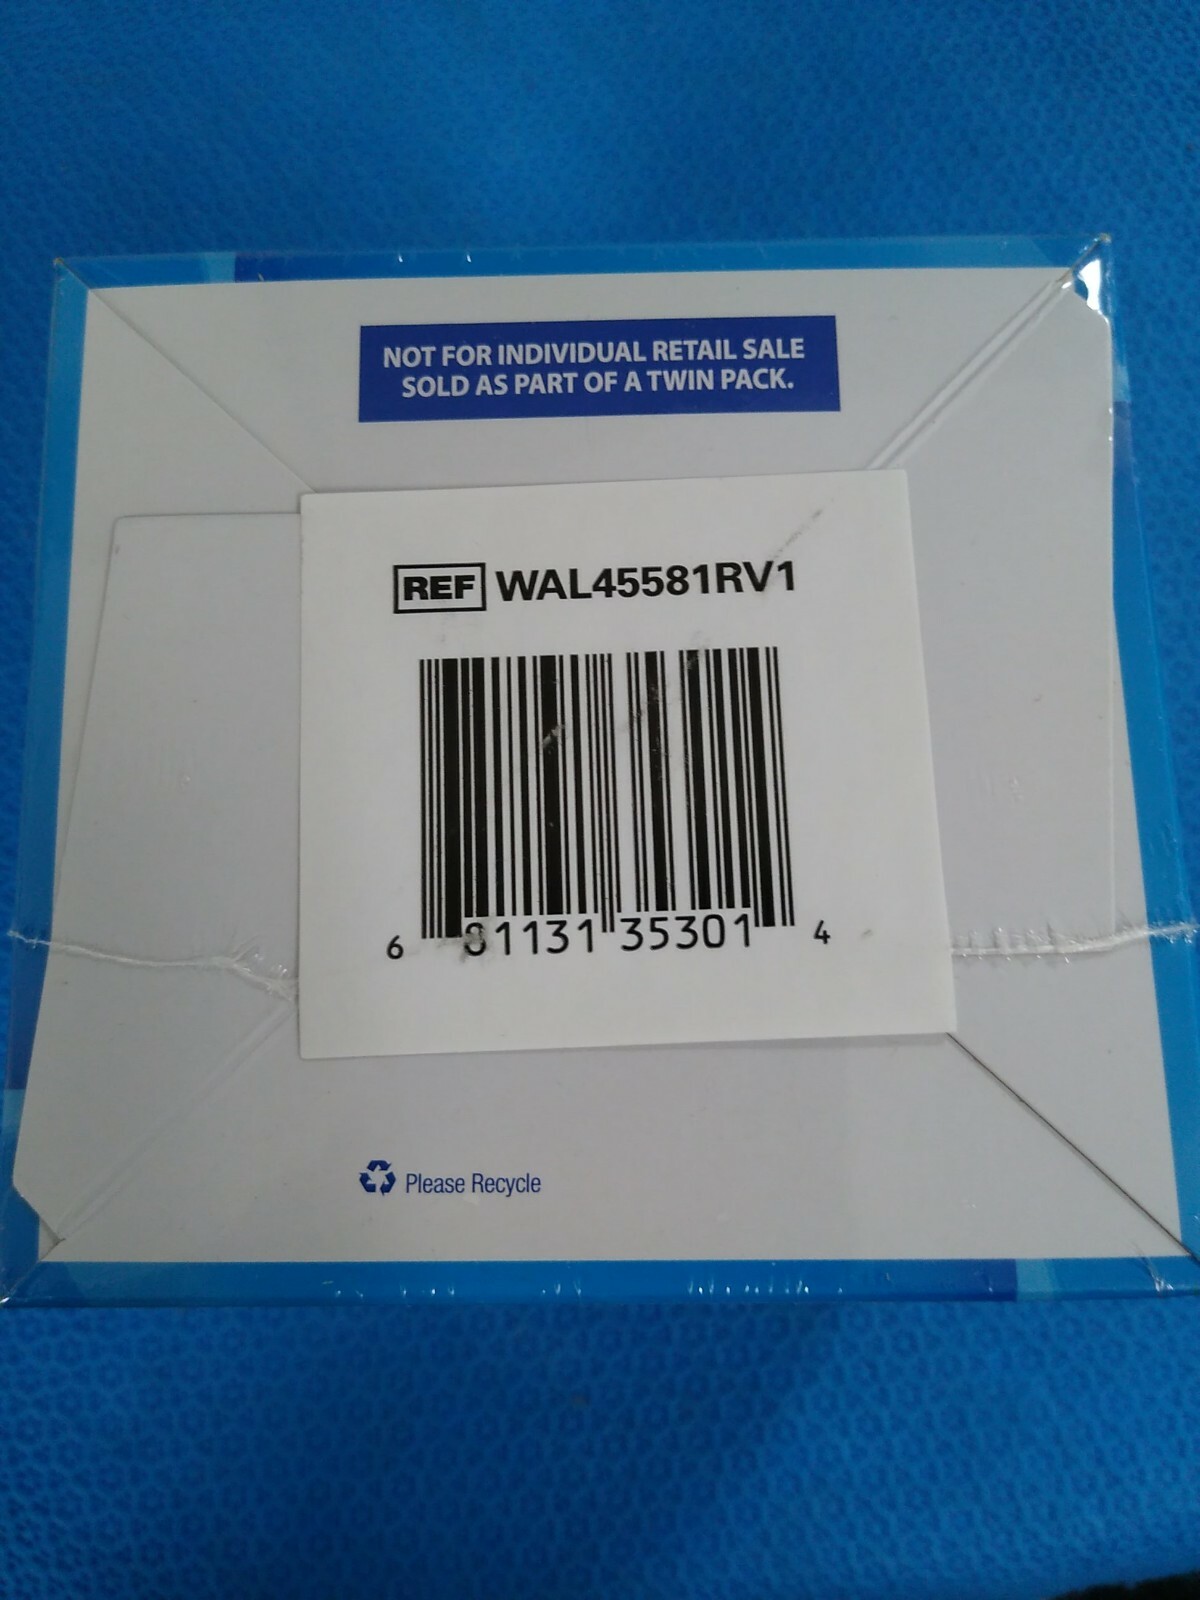 NOT FOR INDIVIDUAL RETAIL SALE
SOLD AS PART OF A TWIN PACK.
REF WAL45581RV1
6 81131 35301 4
Please Recycle